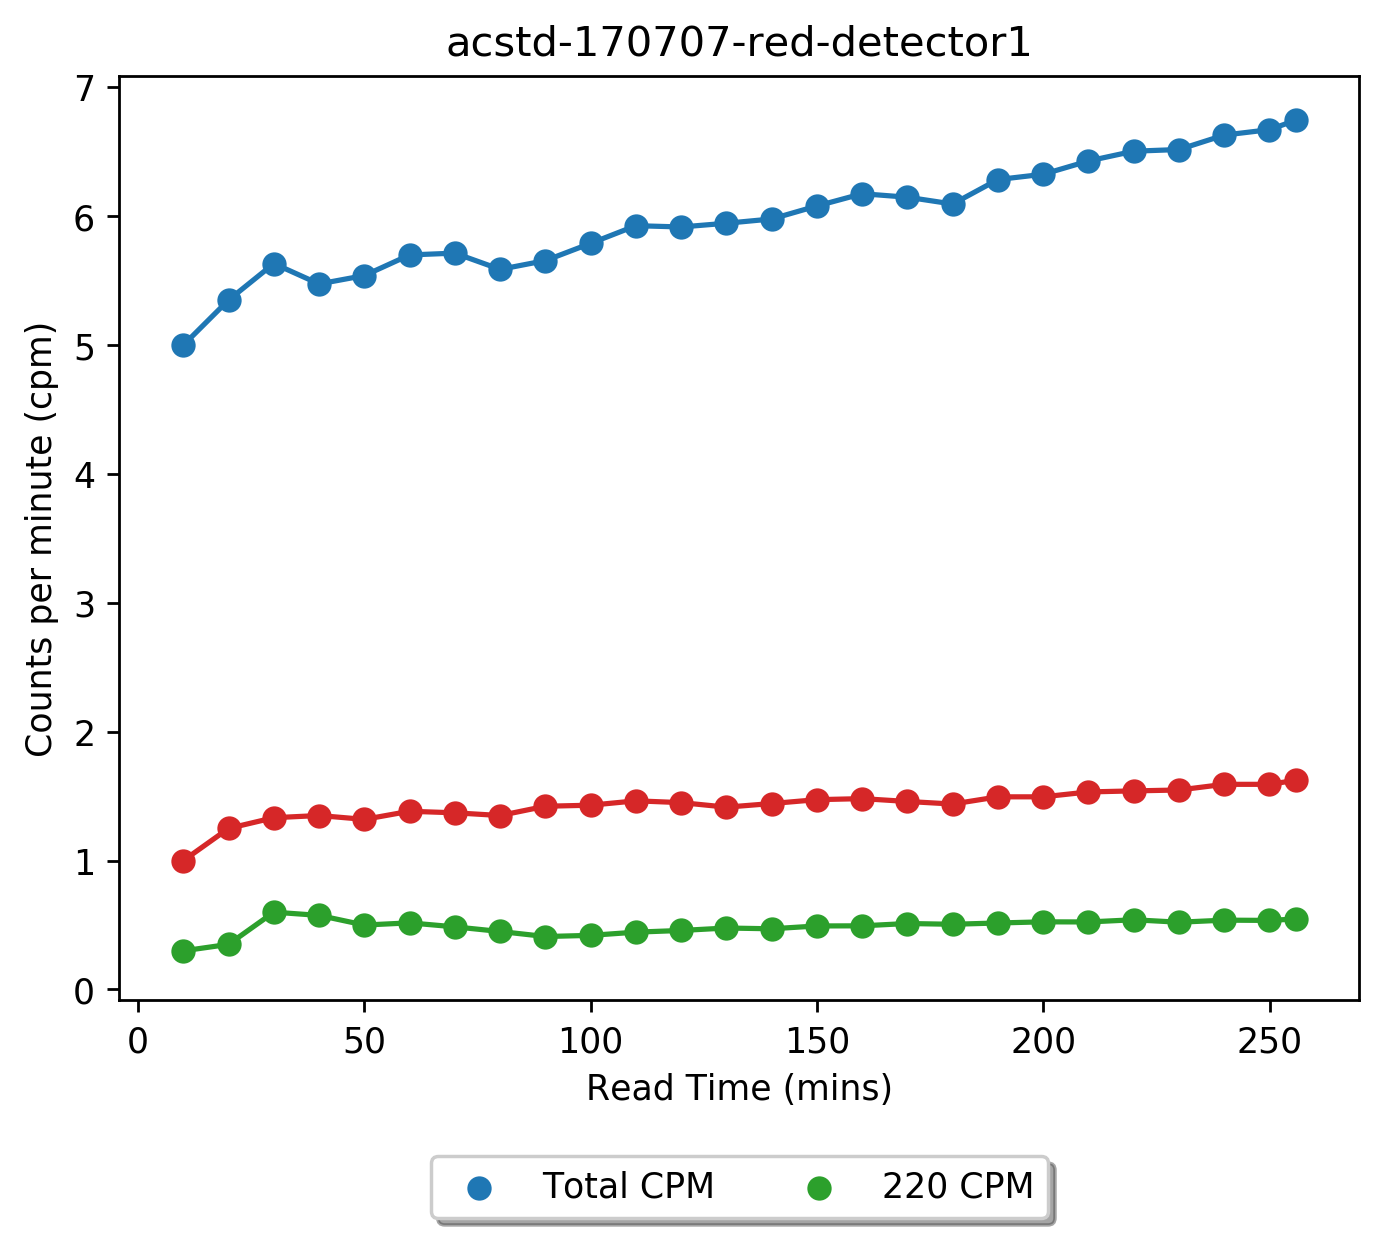 acstd-170707-red-detector1
7
6
5
4
3
2
1
0
Counts per minute (cpm)
0 50 100 150 200 250
Read Time (mins)
Total CPM 220 CPM